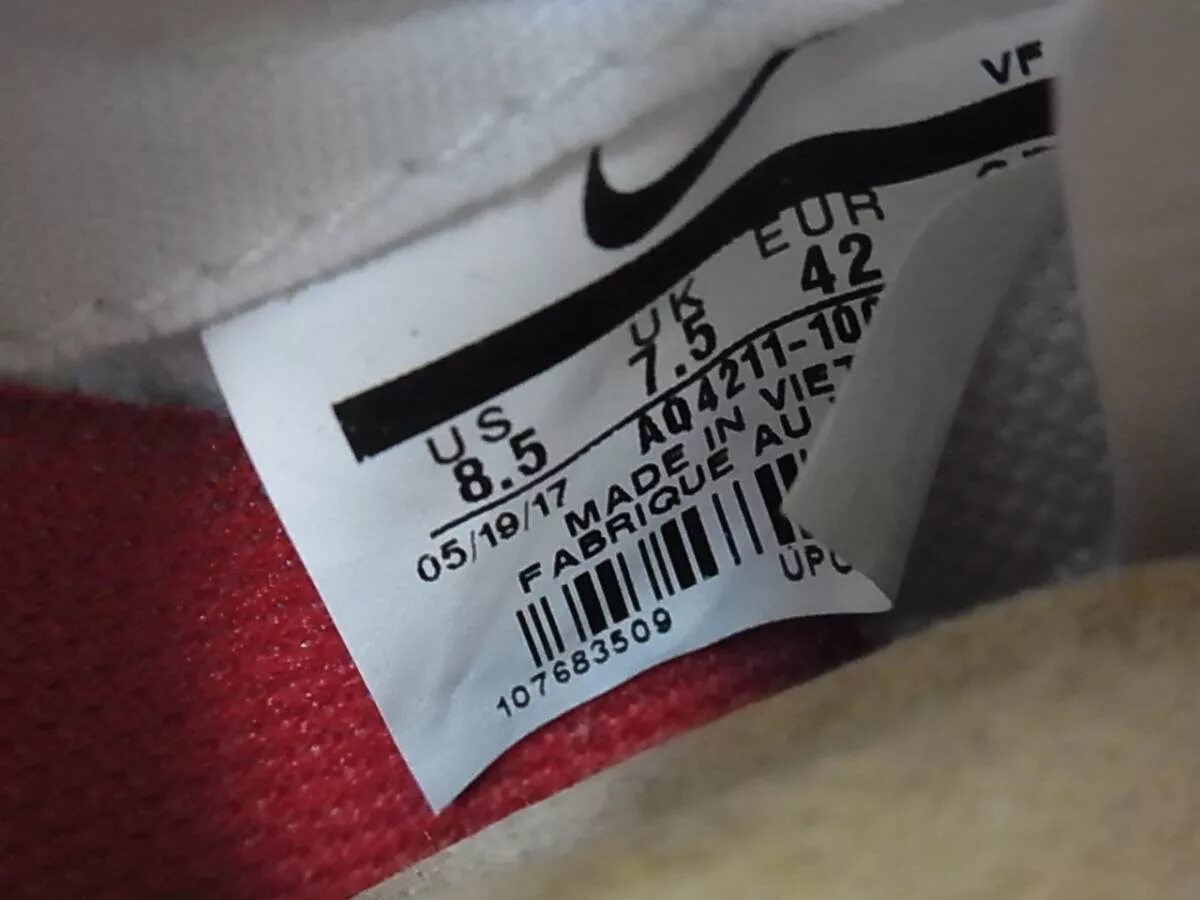 VF
US UK EUR
8.5 7.5 42
05/19/17 AQ4211-100
MADE IN VIET
FABRIQUE AU
UPC
107683509